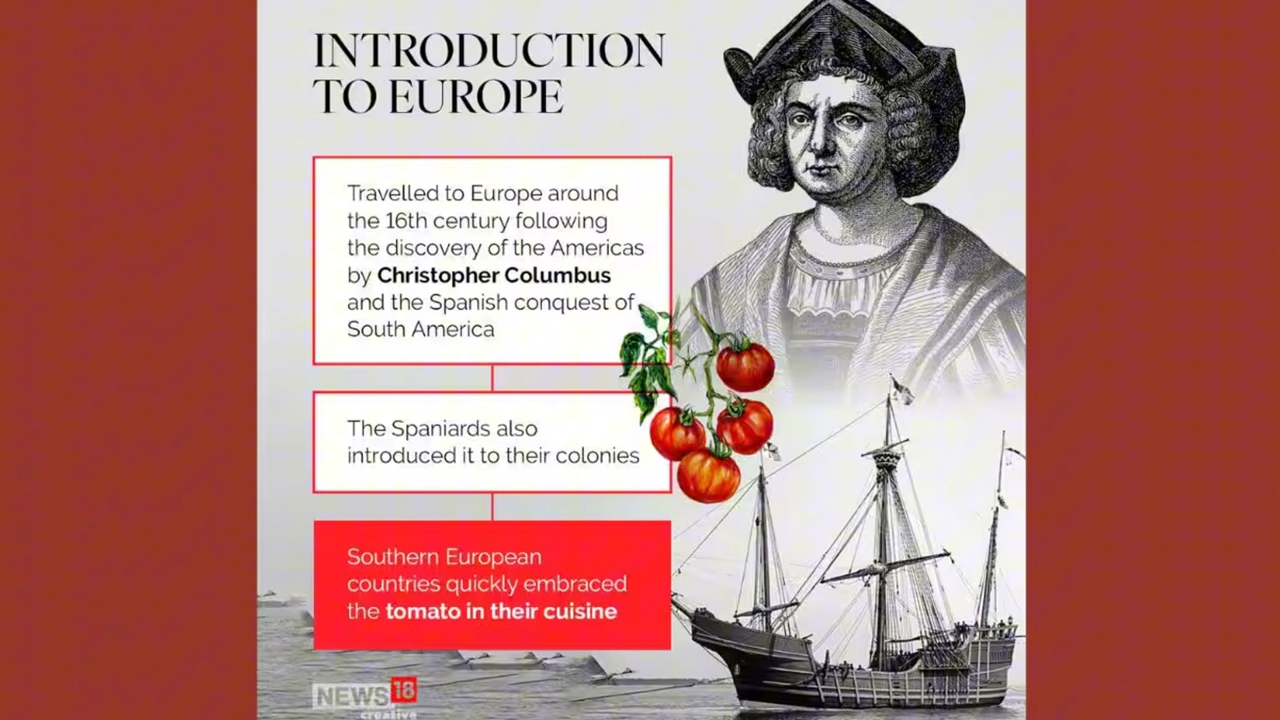 INTRODUCTION
TO EUROPE
Travelled to Europe around
the 16th century following
the discovery of the Americas
by Christopher Columbus
and the Spanish conquest of
South America
The Spaniards also
introduced it to their colonies
Southern European
countries quickly embraced
the tomato in their cuisine
NEWS18
creative